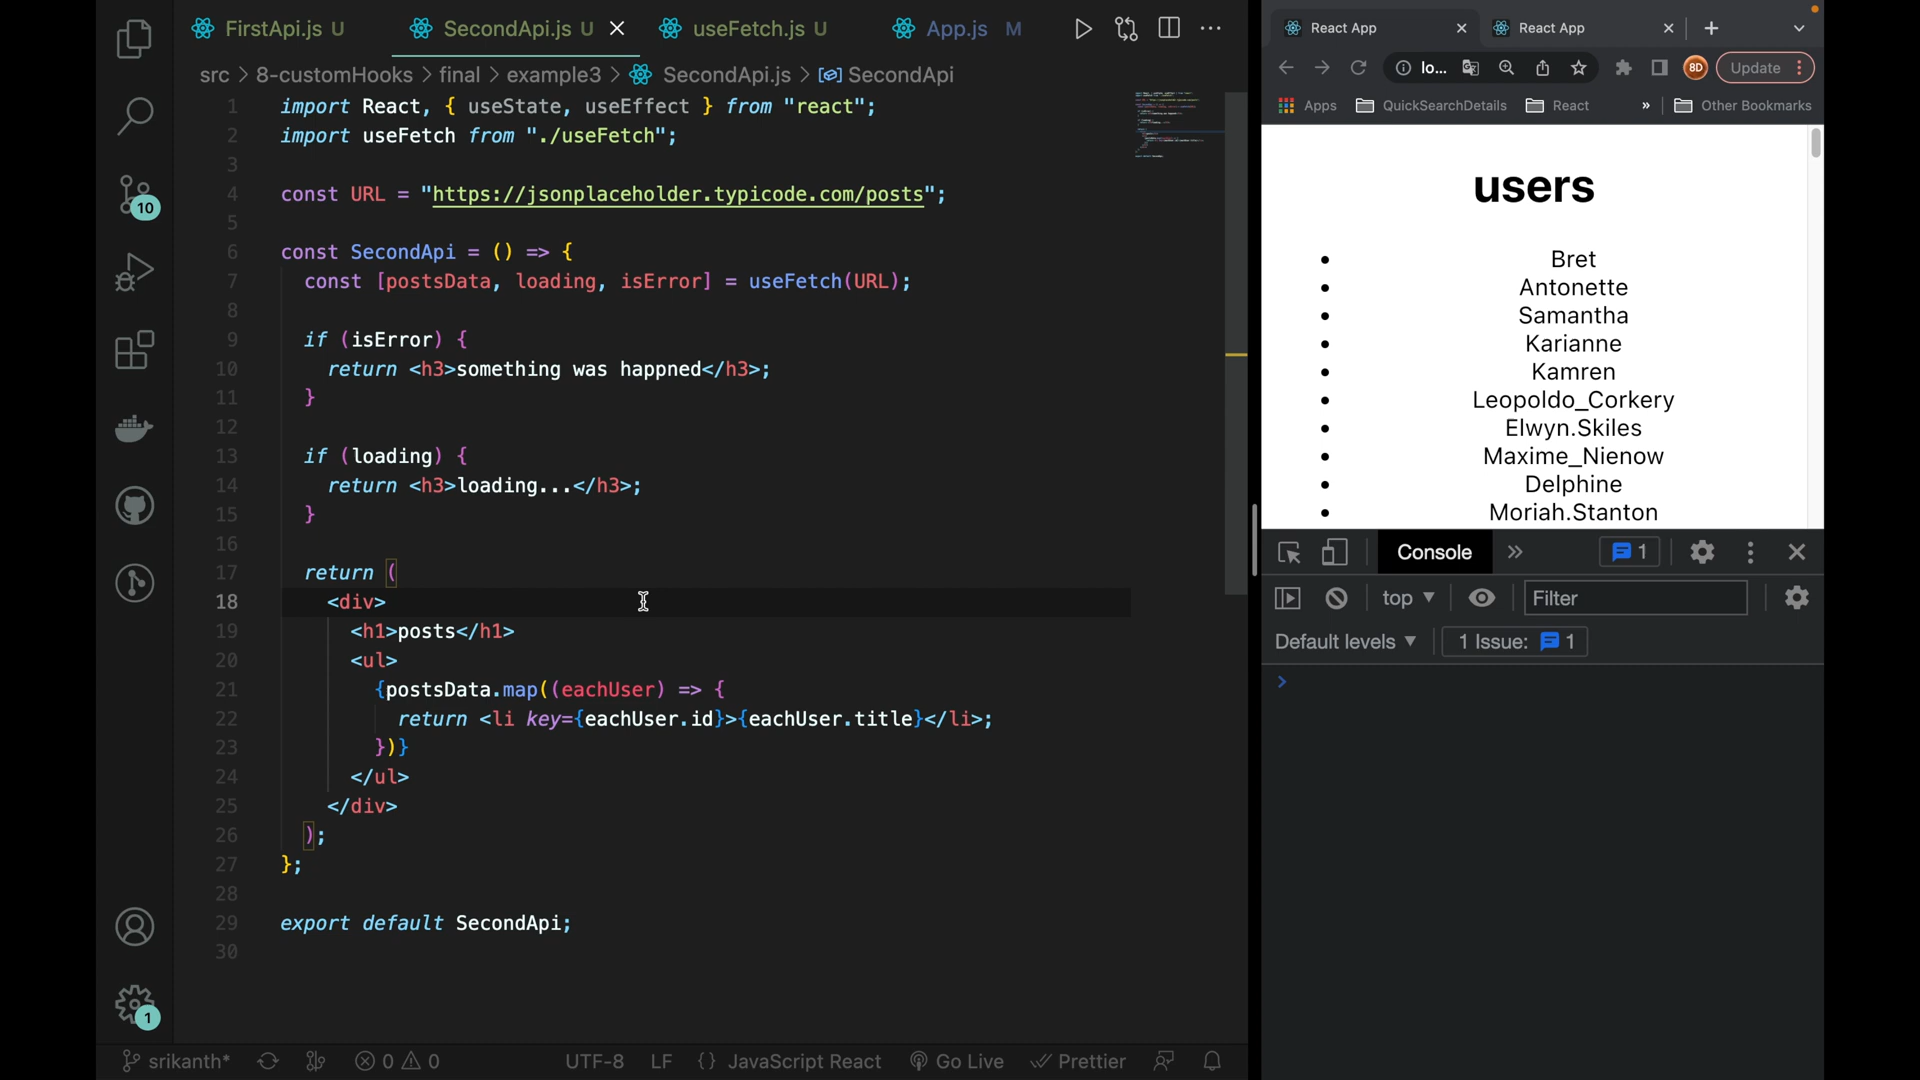 FirstApi.js U
SecondApi.js U
useFetch.js U
App.js M
src > 8-customHooks > final > example3 > SecondApi.js > SecondApi
1 import React, { useState, useEffect } from "react";
2 import useFetch from "./useFetch";
3
4 const URL = "https://jsonplaceholder.typicode.com/posts";
5
6 const SecondApi = () => {
7 const [postsData, loading, isError] = useFetch(URL);
8
9 if (isError) {
10 return <h3>something was happned</h3>;
11 }
12
13 if (loading) {
14 return <h3>loading...</h3>;
15 }
16
17 return (
18 <div>
19 <h1>posts</h1>
20 <ul>
21 {postsData.map((eachUser) => {
22 return <li key={eachUser.id}>{eachUser.title}</li>;
23 })}
24 </ul>
25 </div>
26 );
27 };
28
29 export default SecondApi;
30
10
1
srikanth*
0 0
UTF-8
LF
{} JavaScript React
Go Live
Prettier
React App
React App
lo...
8D
Update
Apps
QuickSearchDetails
React
»
Other Bookmarks
users
• Bret
• Antonette
• Samantha
• Karianne
• Kamren
• Leopoldo_Corkery
• Elwyn.Skiles
• Maxime_Nienow
• Delphine
• Moriah.Stanton
Console
»
1
top
Filter
Default levels
1 Issue: 1